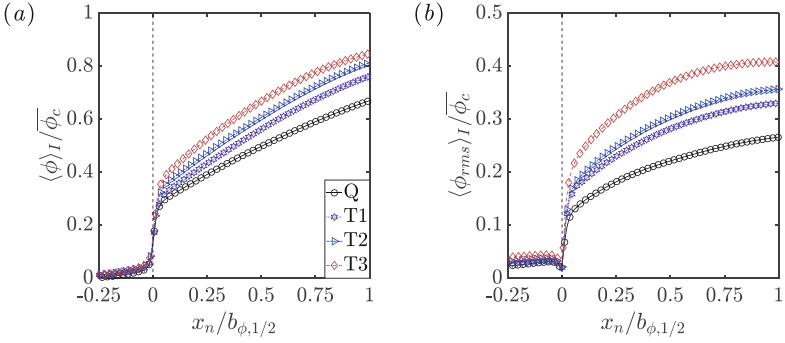 (a)
1
0.8
0.6
0.4
0.2
0
⟨ϕ⟩_I/\overline{ϕ_c}
-0.25
0
0.25
0.5
0.75
1
x_n/b_{ϕ,1/2}
Q
T1
T2
T3
(b)
0.5
0.4
0.3
0.2
0.1
0
⟨ϕ_{rms}⟩_I/\overline{ϕ_c}
-0.25
0
0.25
0.5
0.75
1
x_n/b_{ϕ,1/2}